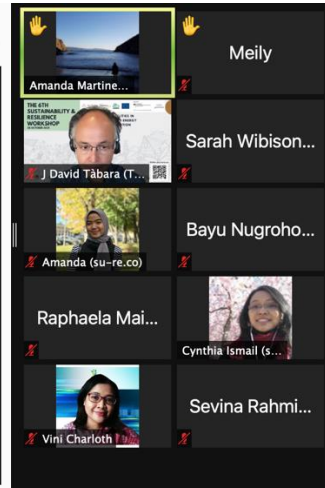 Amanda Martine...
Meily
THE 6TH
SUSTAINABILITY &
RESILIENCE
WORKSHOP
J David Tàbara (T...
Sarah Wibison...
Amanda (su-re.co)
Bayu Nugroho...
Raphaela Mai...
Cynthia Ismail (s...
Vini Charloth
Sevina Rahmi...